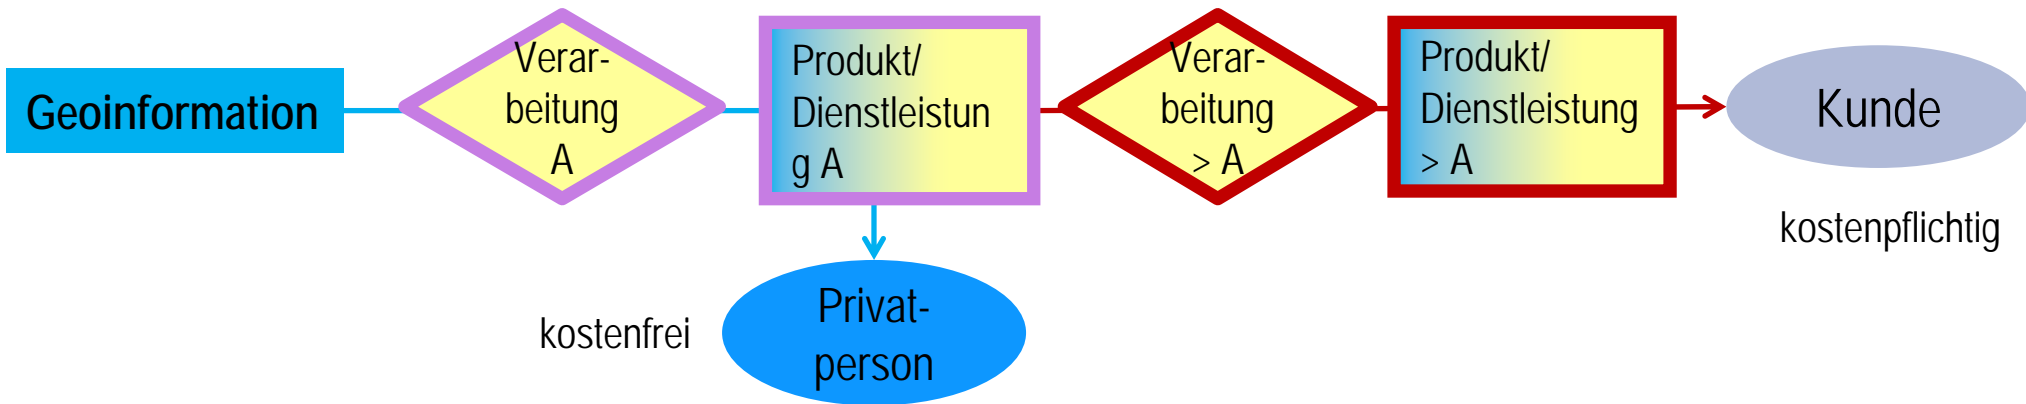 Geoinformation
Verar-
beitung
A
Produkt/
Dienstleistun
g A
Verar-
beitung
> A
Produkt/
Dienstleistung
> A
Kunde
kostenpflichtig
kostenfrei
Privat-
person